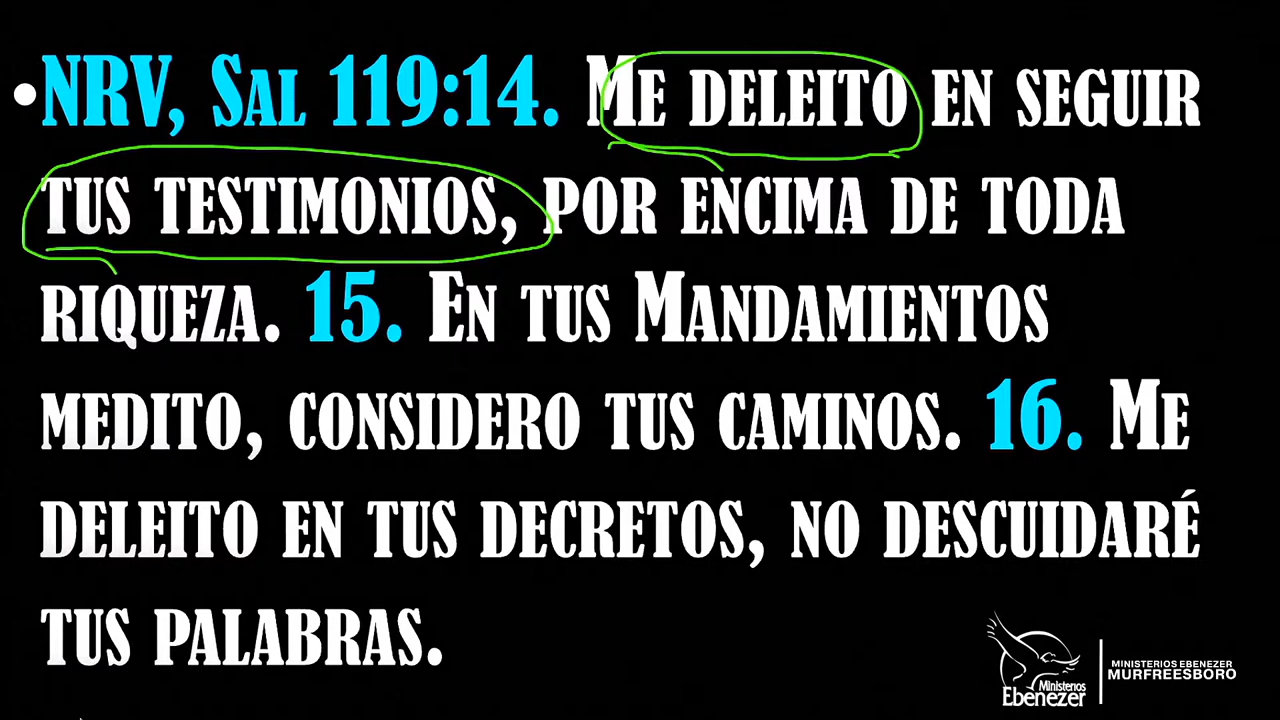 •NRV, Sal 119:14. Me deleito en seguir
tus testimonios, por encima de toda
riqueza. 15. En tus Mandamientos
medito, considero tus caminos. 16. Me
deleito en tus decretos, no descuidaré
tus palabras.
Ministerios
Ebenezer
MINISTERIOS EBENEZER
MURFREESBORO